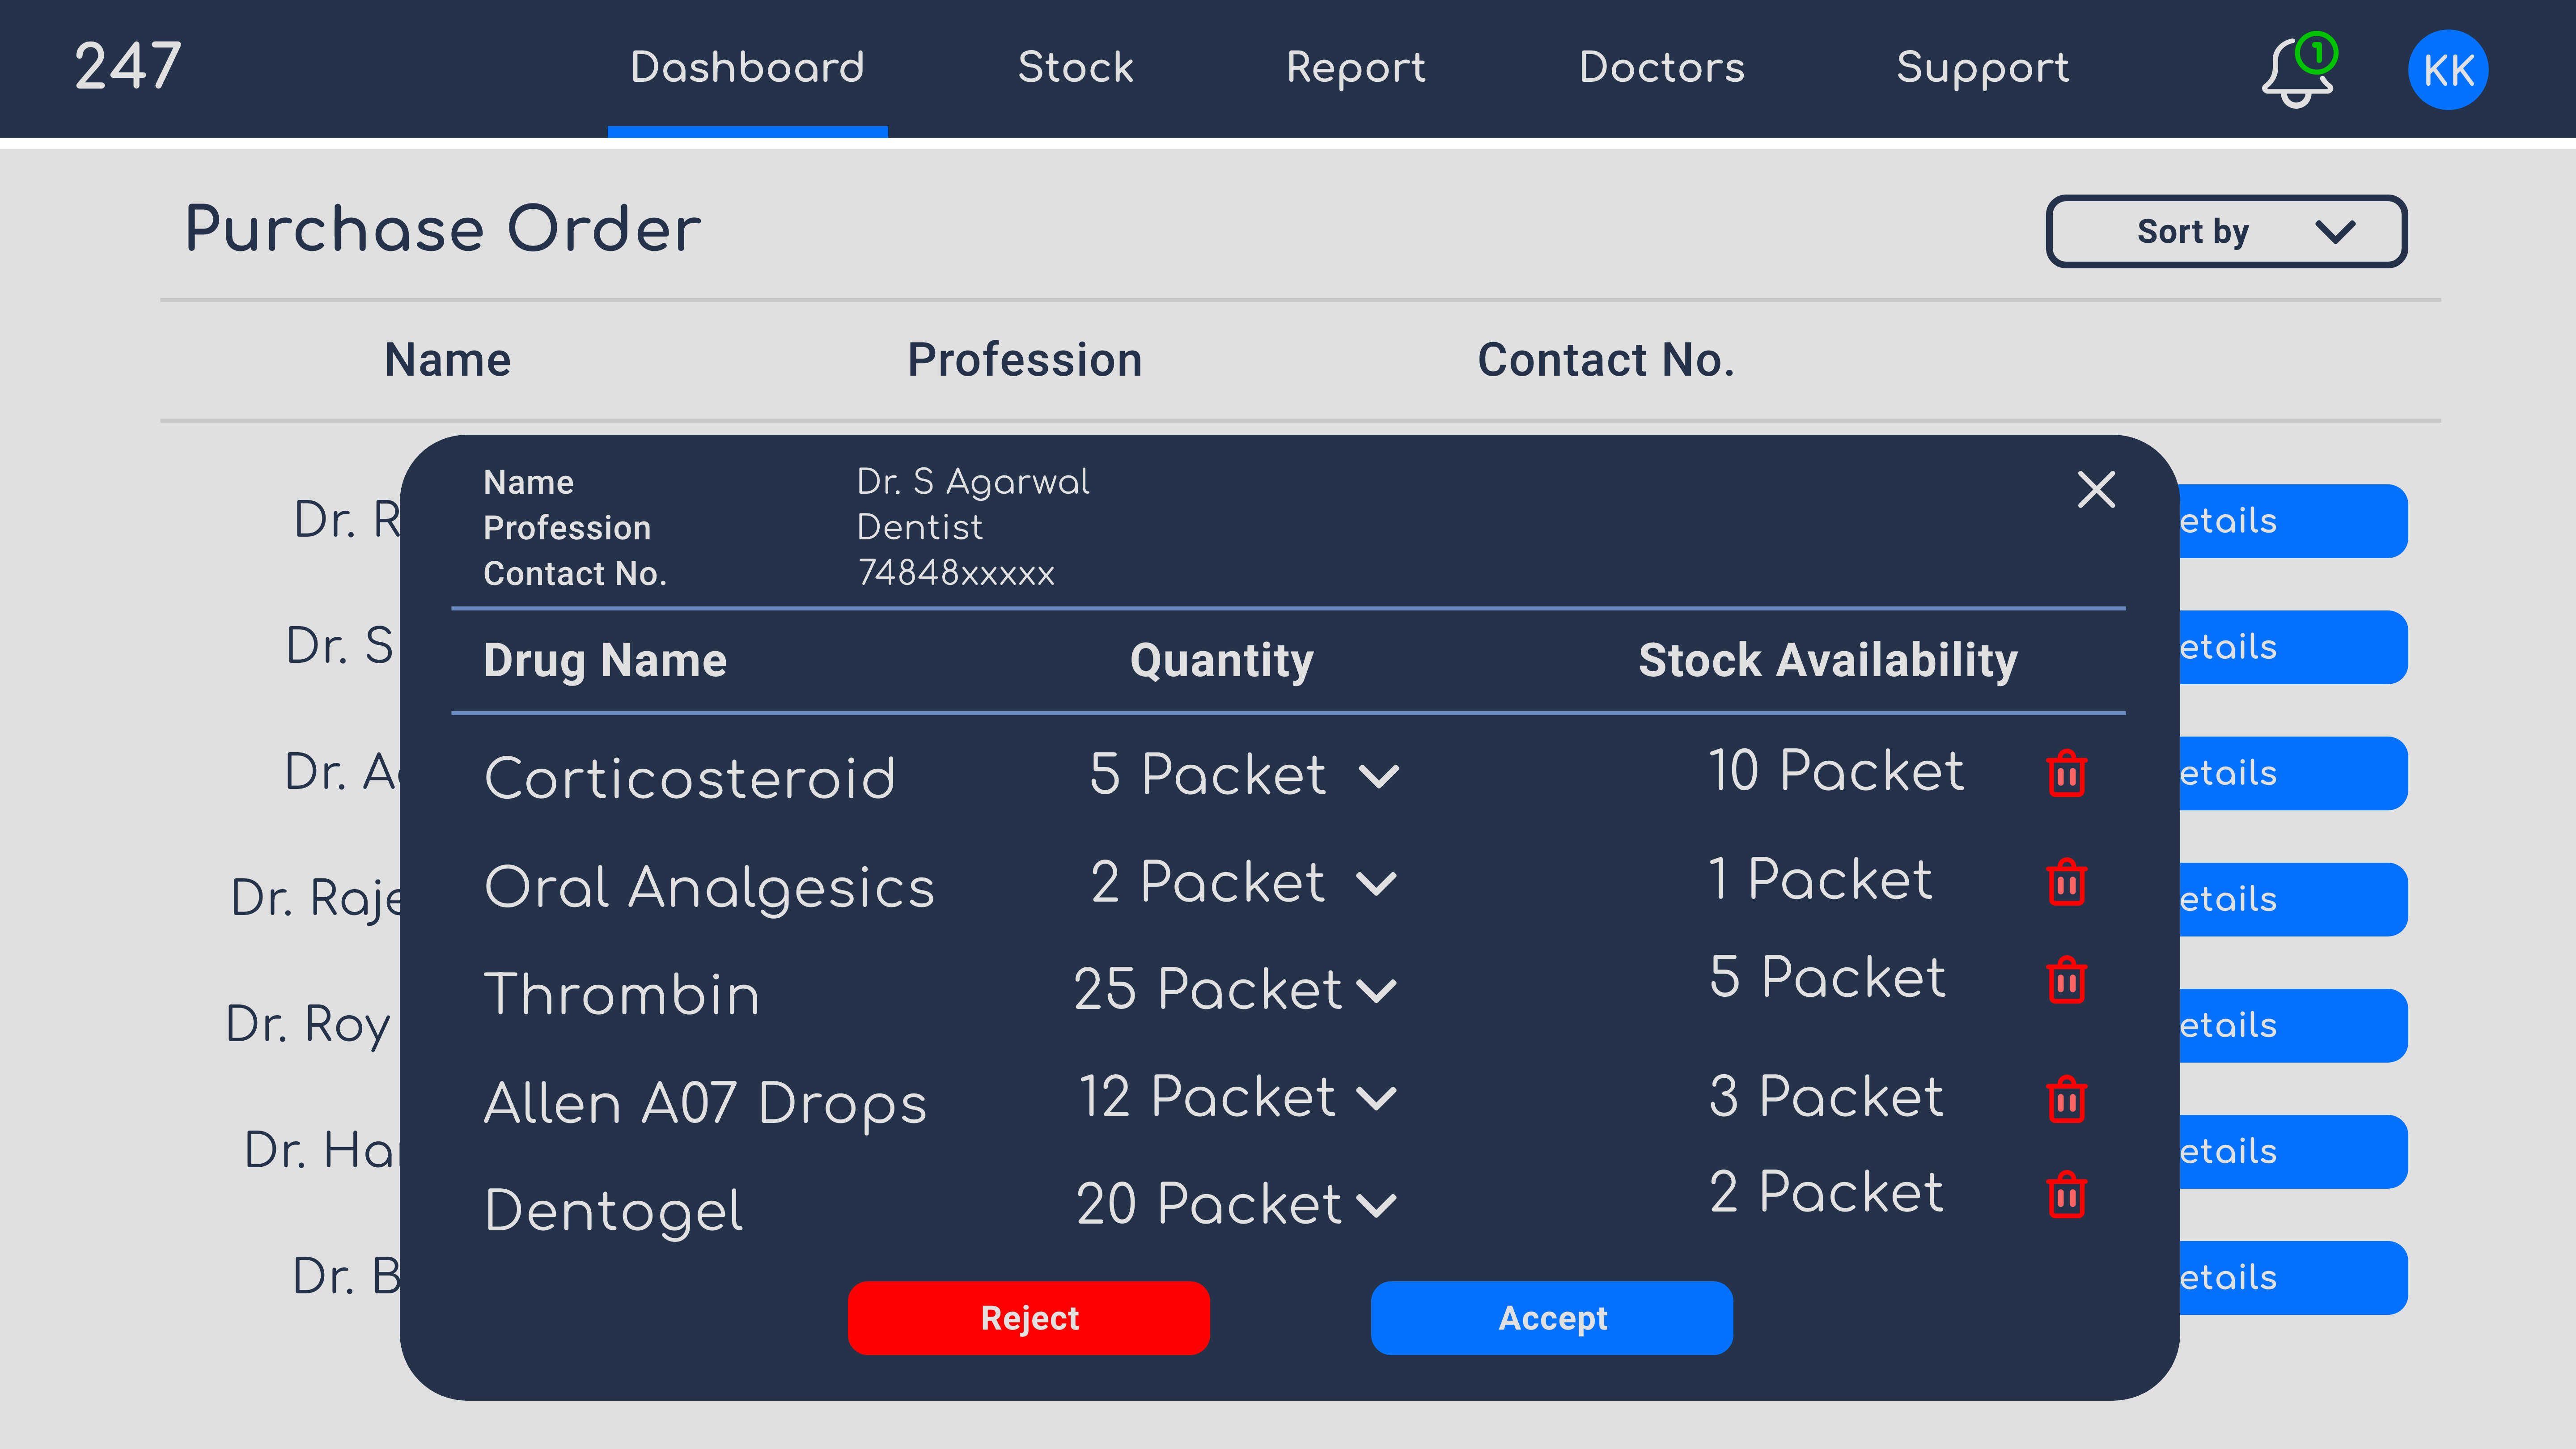 247 Dashboard Stock Report Doctors Support 1 KK
Purchase Order Sort by
Name Profession Contact No.
Name Dr. S Agarwal
Profession Dentist
Contact No. 74848xxxxx
Drug Name Quantity Stock Availability
Corticosteroid 5 Packet 10 Packet
Oral Analgesics 2 Packet 1 Packet
Thrombin 25 Packet 5 Packet
Allen A07 Drops 12 Packet 3 Packet
Dentogel 20 Packet 2 Packet
Reject Accept
Dr. R
etails
Dr. S
etails
Dr.
etails
Dr. Raje
etails
Dr. Roy
etails
Dr. Ha
etails
Dr. B
etails